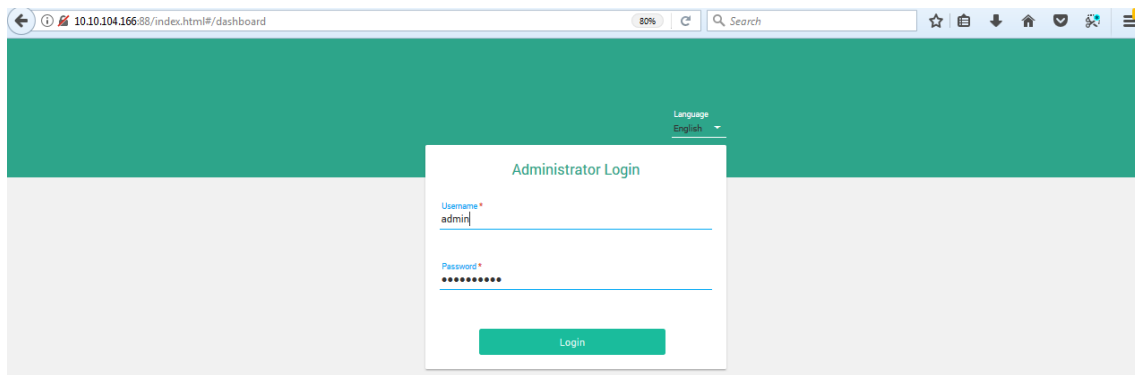 10.10.104.166:88/index.html#/dashboard
80%
Search
Language
English
Administrator Login
Username *
admin
Password *
••••••••••
Login